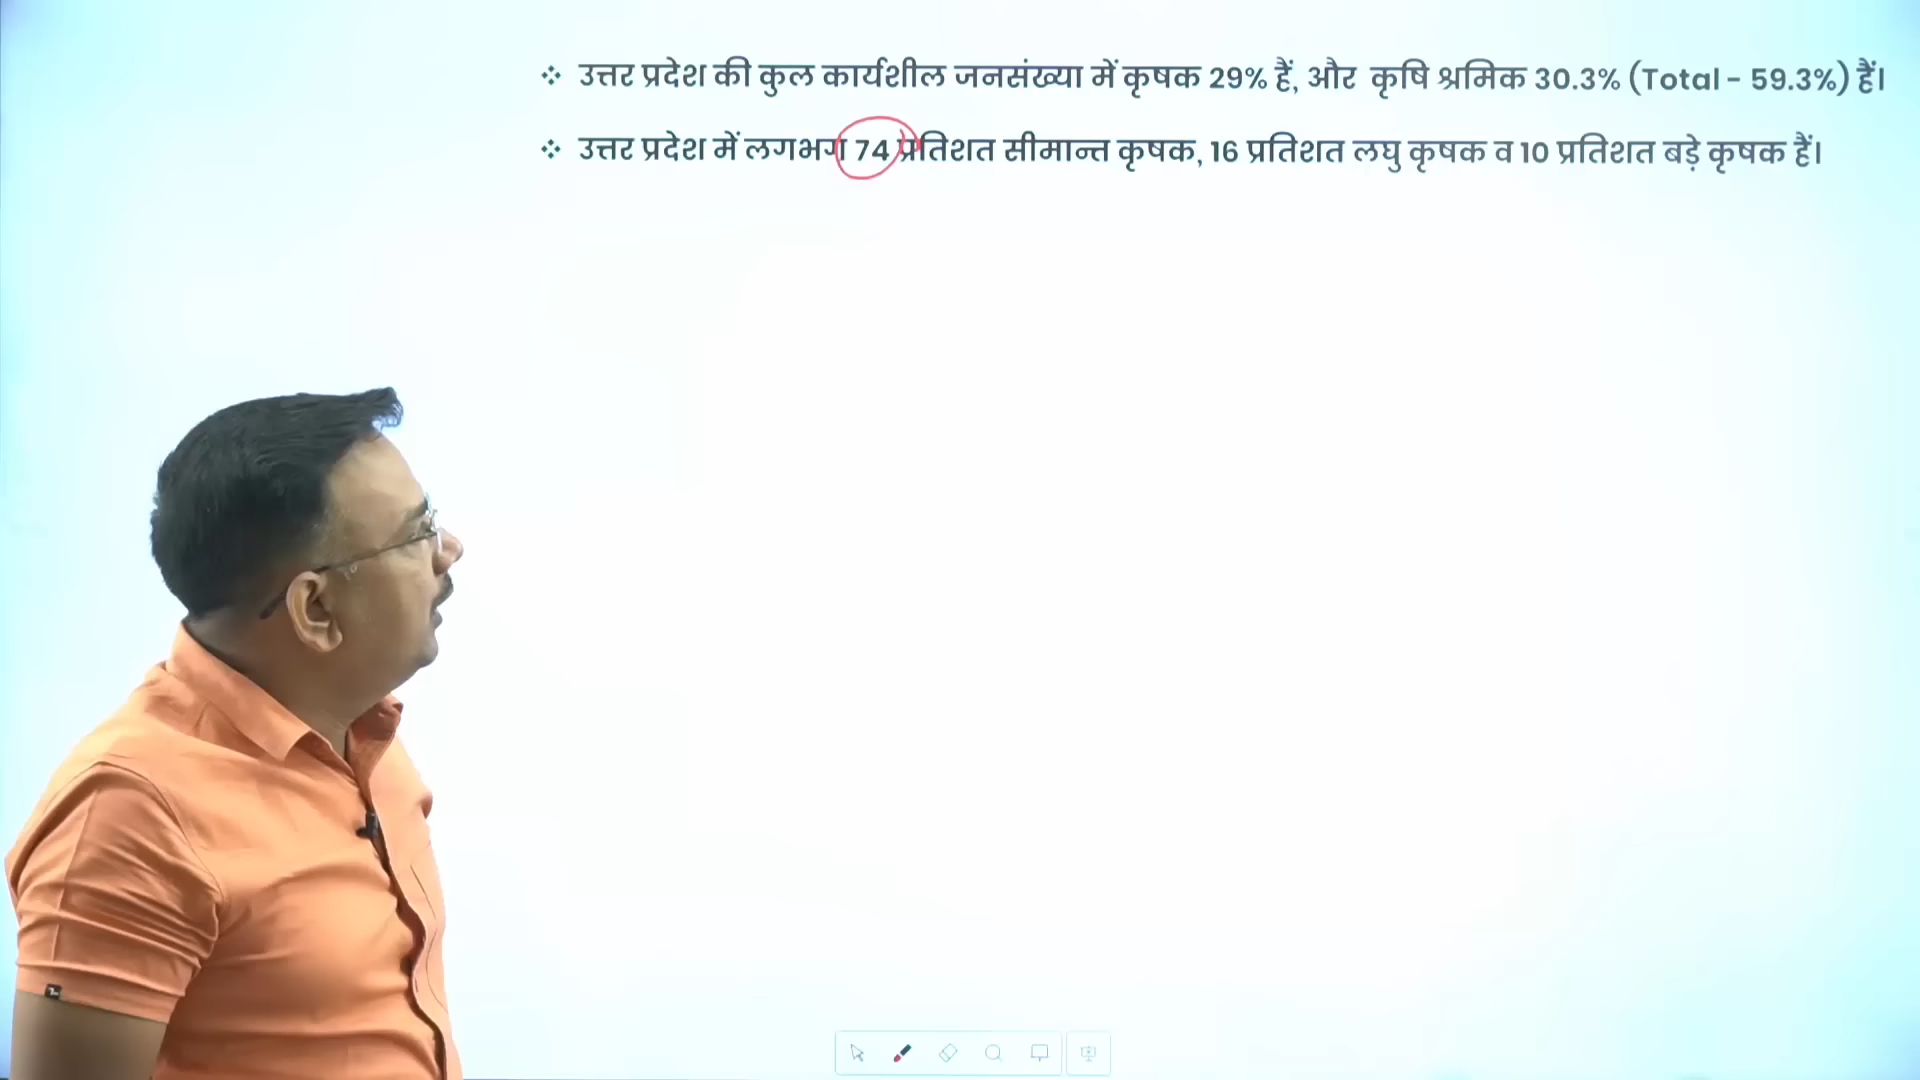 ❖ उत्तर प्रदेश की कुल कार्यशील जनसंख्या में कृषक 29% हैं, और कृषि श्रमिक 30.3% (Total - 59.3%) हैं।
❖ उत्तर प्रदेश में लगभग 74 प्रतिशत सीमान्त कृषक, 16 प्रतिशत लघु कृषक व 10 प्रतिशत बड़े कृषक हैं।